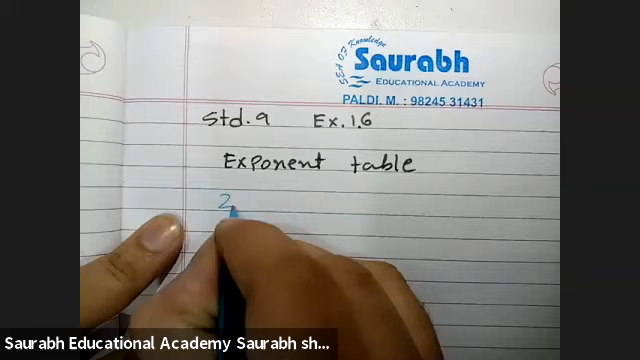 SEA OF Knowledge
Saurabh
EDUCATIONAL ACADEMY
PALDI. M. : 98245 31431
Std. 9 Ex. 1.6
Exponent table
2
Saurabh Educational Academy Saurabh sh...